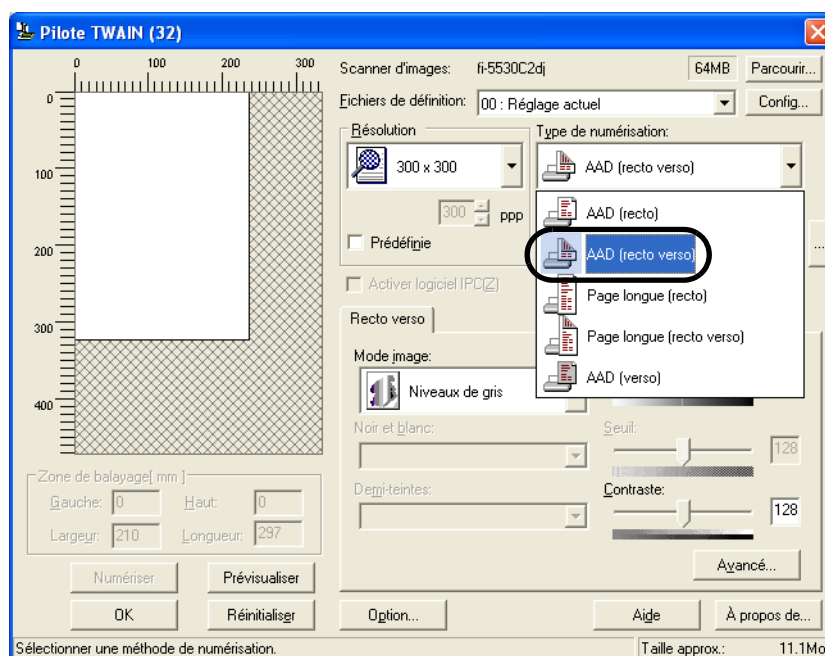 Pilote TWAIN (32)
0 100 200 300
0
100
200
300
400
Scanner d'images: fi-5530C2dj 64MB Parcourir...
Fichiers de définition: 00 : Réglage actuel Config...
Résolution
300 x 300
300 ppp
Prédéfinie
Type de numérisation:
AAD (recto verso)
AAD (recto)
AAD (recto verso)
Page longue (recto)
Page longue (recto verso)
AAD (verso)
...
Activer logiciel IPC(Z)
Recto verso
Mode image:
Niveaux de gris
Noir et blanc:
Seuil:
128
Demi-teintes:
Contraste:
128
Avancé...
Zone de balayage[ mm ]
Gauche: 0 Haut: 0
Largeur: 210 Longueur: 297
Numériser Prévisualiser
OK Réinitialiser Option... Aide À propos de...
Sélectionner une méthode de numérisation. Taille approx.: 11.1Mo